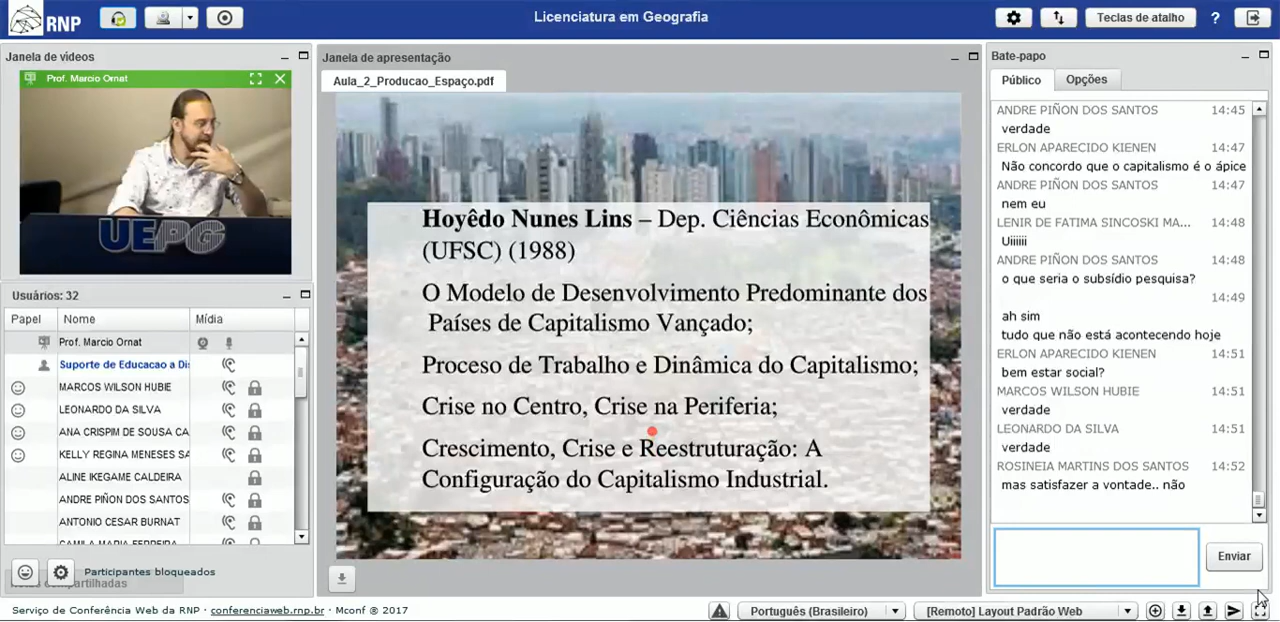 RNP
Licenciatura em Geografia
Teclas de atalho
?
Janela de vídeos
Prof. Marcio Ornat
UEPG
Usuários: 32
Papel Nome Mídia
Prof. Marcio Ornat
Suporte de Educacao a Dis
MARCOS WILSON HUBIE
LEONARDO DA SILVA
ANA CRISPIM DE SOUSA CA
KELLY REGINA MENESES SA
ALINE IKEGAME CALDEIRA
ANDRE PIÑON DOS SANTOS
ANTONIO CESAR BURNAT
CAMILA MARIA FERREIRA
Participantes bloqueados
Notas compartilhadas
Janela de apresentação
Aula_2_Producao_Espaço.pdf
Hoyêdo Nunes Lins – Dep. Ciências Econômicas
(UFSC) (1988)
O Modelo de Desenvolvimento Predominante dos
Países de Capitalismo Vançado;
Processo de Trabalho e Dinâmica do Capitalismo;
Crise no Centro, Crise na Periferia;
Crescimento, Crise e Reestruturação: A
Configuração do Capitalismo Industrial.
Bate-papo
Público Opções
ANDRE PIÑON DOS SANTOS 14:45
verdade
ERLON APARECIDO KIENEN 14:47
Não concordo que o capitalismo é o ápice
ANDRE PIÑON DOS SANTOS 14:47
nem eu
LENIR DE FATIMA SINCOSKI MA... 14:48
Uiiiiii
ANDRE PIÑON DOS SANTOS 14:48
o que seria o subsídio pesquisa?
14:49
ah sim
tudo que não está acontecendo hoje
ERLON APARECIDO KIENEN 14:51
bem estar social?
MARCOS WILSON HUBIE 14:51
verdade
LEONARDO DA SILVA 14:51
verdade
ROSINEIA MARTINS DOS SANTOS 14:52
mas satisfazer a vontade.. não
Enviar
Serviço de Conferência Web da RNP · conferenciaweb.rnp.br · Mconf ® 2017
Português (Brasileiro)
[Remoto] Layout Padrão Web